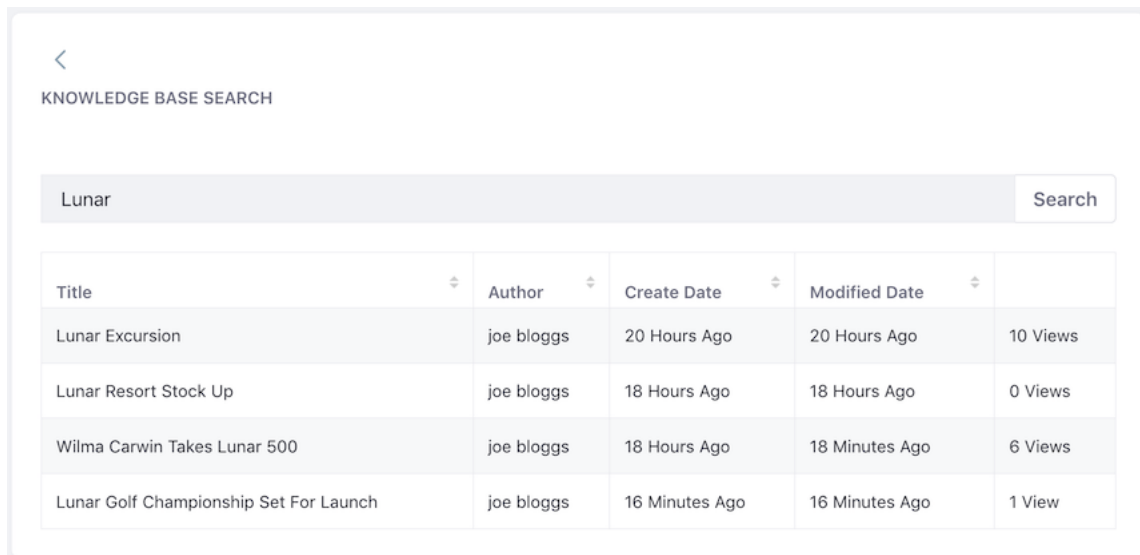 KNOWLEDGE BASE SEARCH
Lunar Search
Title Author Create Date Modified Date
Lunar Excursion joe bloggs 20 Hours Ago 20 Hours Ago 10 Views
Lunar Resort Stock Up joe bloggs 18 Hours Ago 18 Hours Ago 0 Views
Wilma Carwin Takes Lunar 500 joe bloggs 18 Hours Ago 18 Minutes Ago 6 Views
Lunar Golf Championship Set For Launch joe bloggs 16 Minutes Ago 16 Minutes Ago 1 View